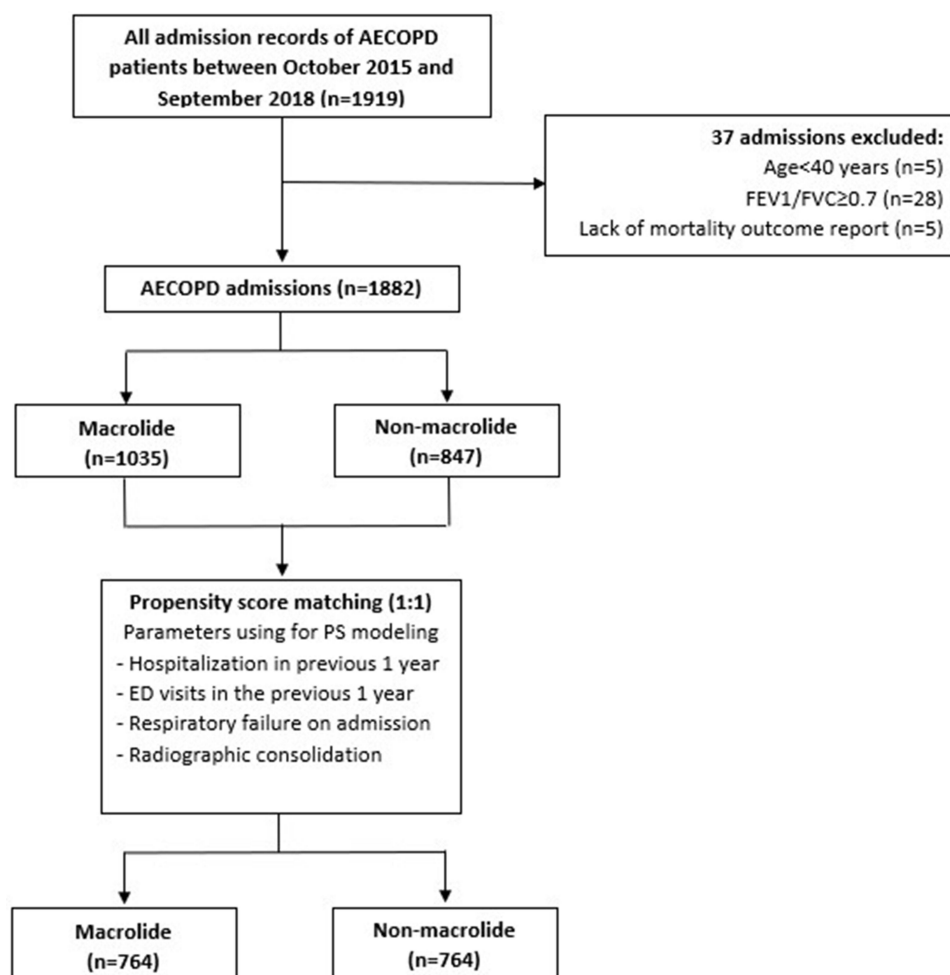 All admission records of AECOPD
patients between October 2015 and
September 2018 (n=1919)
37 admissions excluded:
Age<40 years (n=5)
FEV1/FVC≥0.7 (n=28)
Lack of mortality outcome report (n=5)
AECOPD admissions (n=1882)
Macrolide
(n=1035)
Non-macrolide
(n=847)
Propensity score matching (1:1)
Parameters using for PS modeling
- Hospitalization in previous 1 year
- ED visits in the previous 1 year
- Respiratory failure on admission
- Radiographic consolidation
Macrolide
(n=764)
Non-macrolide
(n=764)